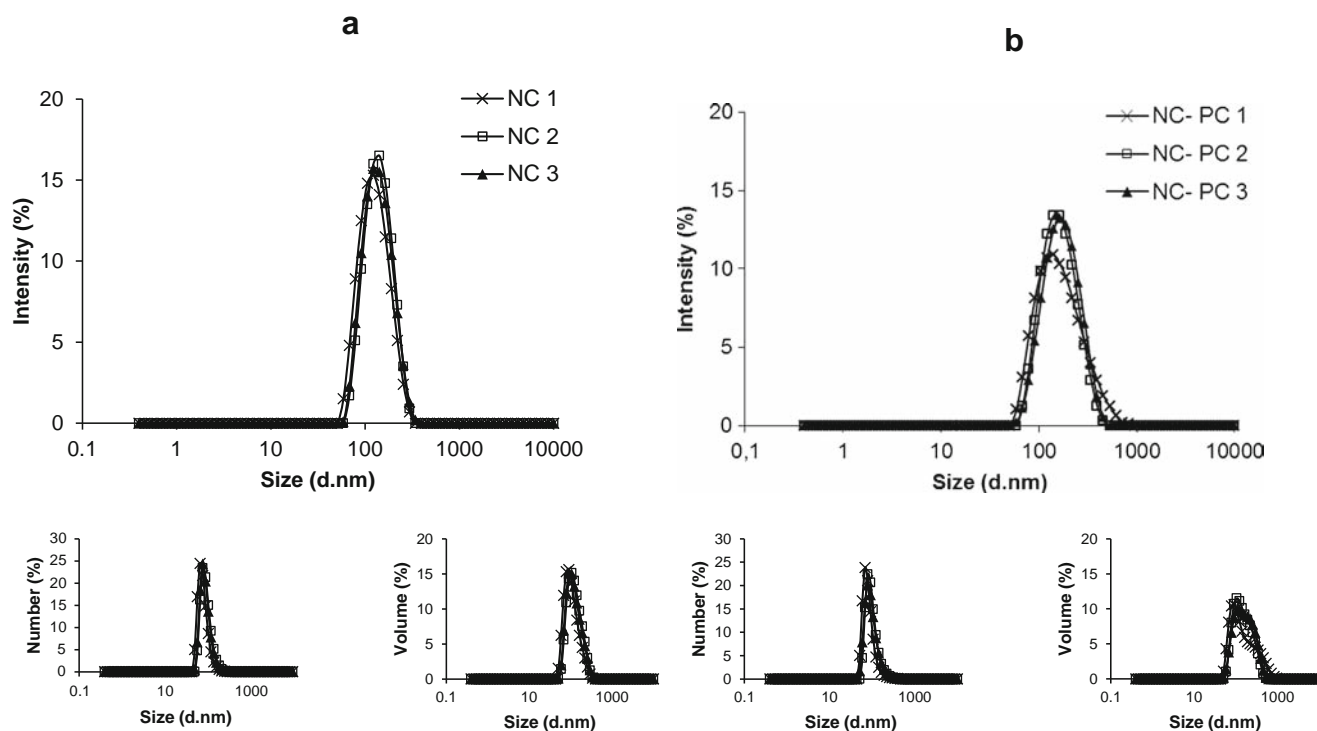 a
b
20
15
10
5
0
Intensity (%)
0.1
1
10
100
1000
10000
Size (d.nm)
NC 1
NC 2
NC 3
20
15
10
5
0
Intensity (%)
0,1
1
10
100
1000
10000
Size (d.nm)
NC- PC 1
NC- PC 2
NC- PC 3
30
25
20
15
10
5
0
Number (%)
0.1
10
1000
Size (d.nm)
20
15
10
5
0
Volume (%)
0.1
10
1000
Size (d.nm)
30
25
20
15
10
5
0
Number (%)
0.1
10
1000
Size (d.nm)
20
15
10
5
0
Volume (%)
0.1
10
1000
Size (d.nm)